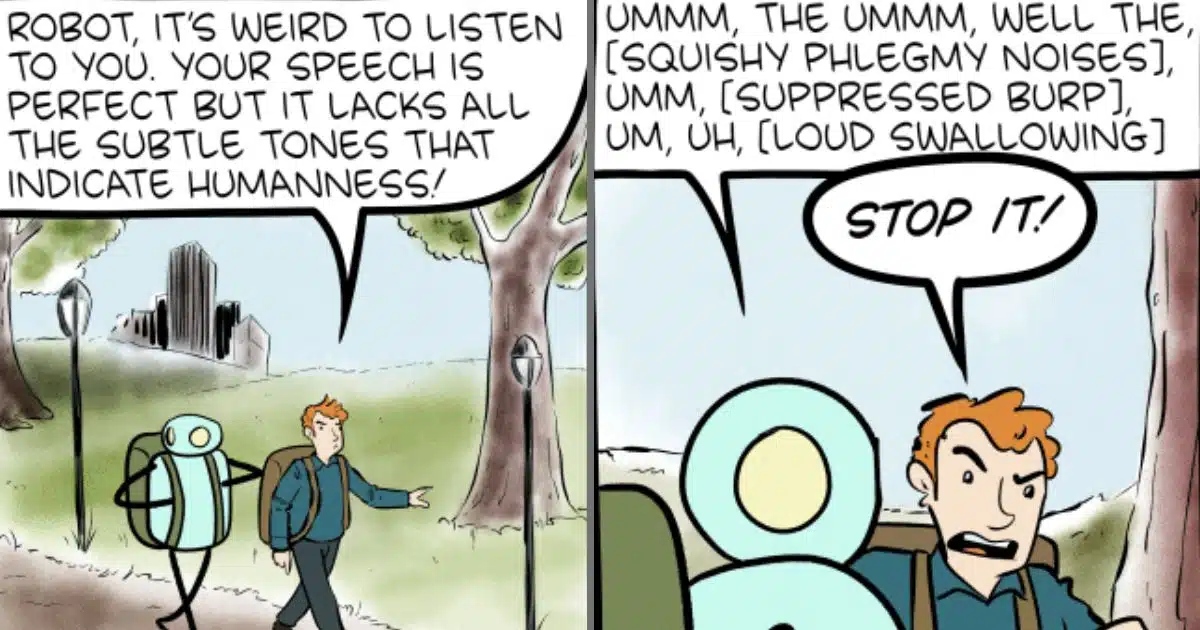 ROBOT, IT'S WEIRD TO LISTEN
TO YOU. YOUR SPEECH IS
PERFECT BUT IT LACKS ALL
THE SUBTLE TONES THAT
INDICATE HUMANNESS!
UMMM, THE UMMM, WELL THE,
[SQUISHY PHLEGMY NOISES],
UMM, [SUPPRESSED BURP],
UM, UH, [LOUD SWALLOWING]
STOP IT!